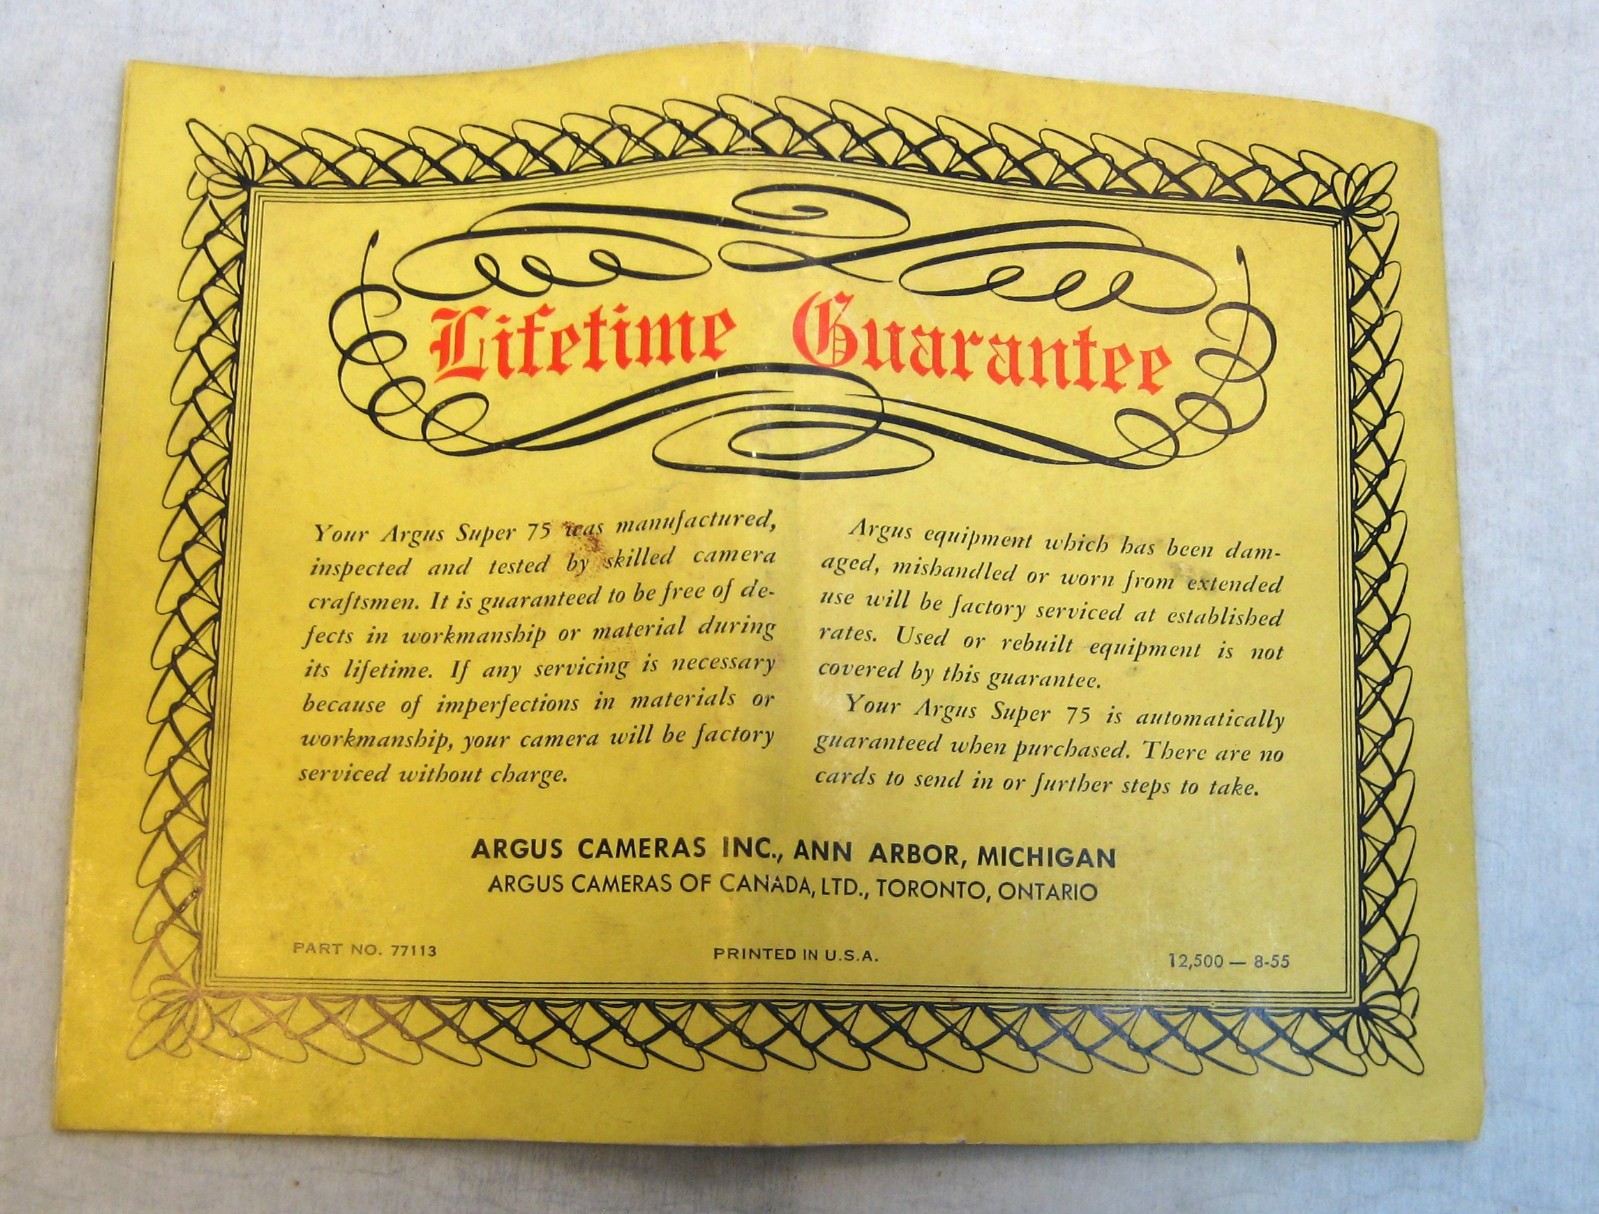 Lifetime Guarantee
Your Argus Super 75 was manufactured,
inspected and tested by skilled camera
craftsmen. It is guaranteed to be free of de-
fects in workmanship or material during
its lifetime. If any servicing is necessary
because of imperfections in materials or
workmanship, your camera will be factory
serviced without charge.
Argus equipment which has been dam-
aged, mishandled or worn from extended
use will be factory serviced at established
rates. Used or rebuilt equipment is not
covered by this guarantee.
Your Argus Super 75 is automatically
guaranteed when purchased. There are no
cards to send in or further steps to take.
ARGUS CAMERAS INC., ANN ARBOR, MICHIGAN
ARGUS CAMERAS OF CANADA, LTD., TORONTO, ONTARIO
PART NO. 77113 PRINTED IN U.S.A. 12,500 — 8-55